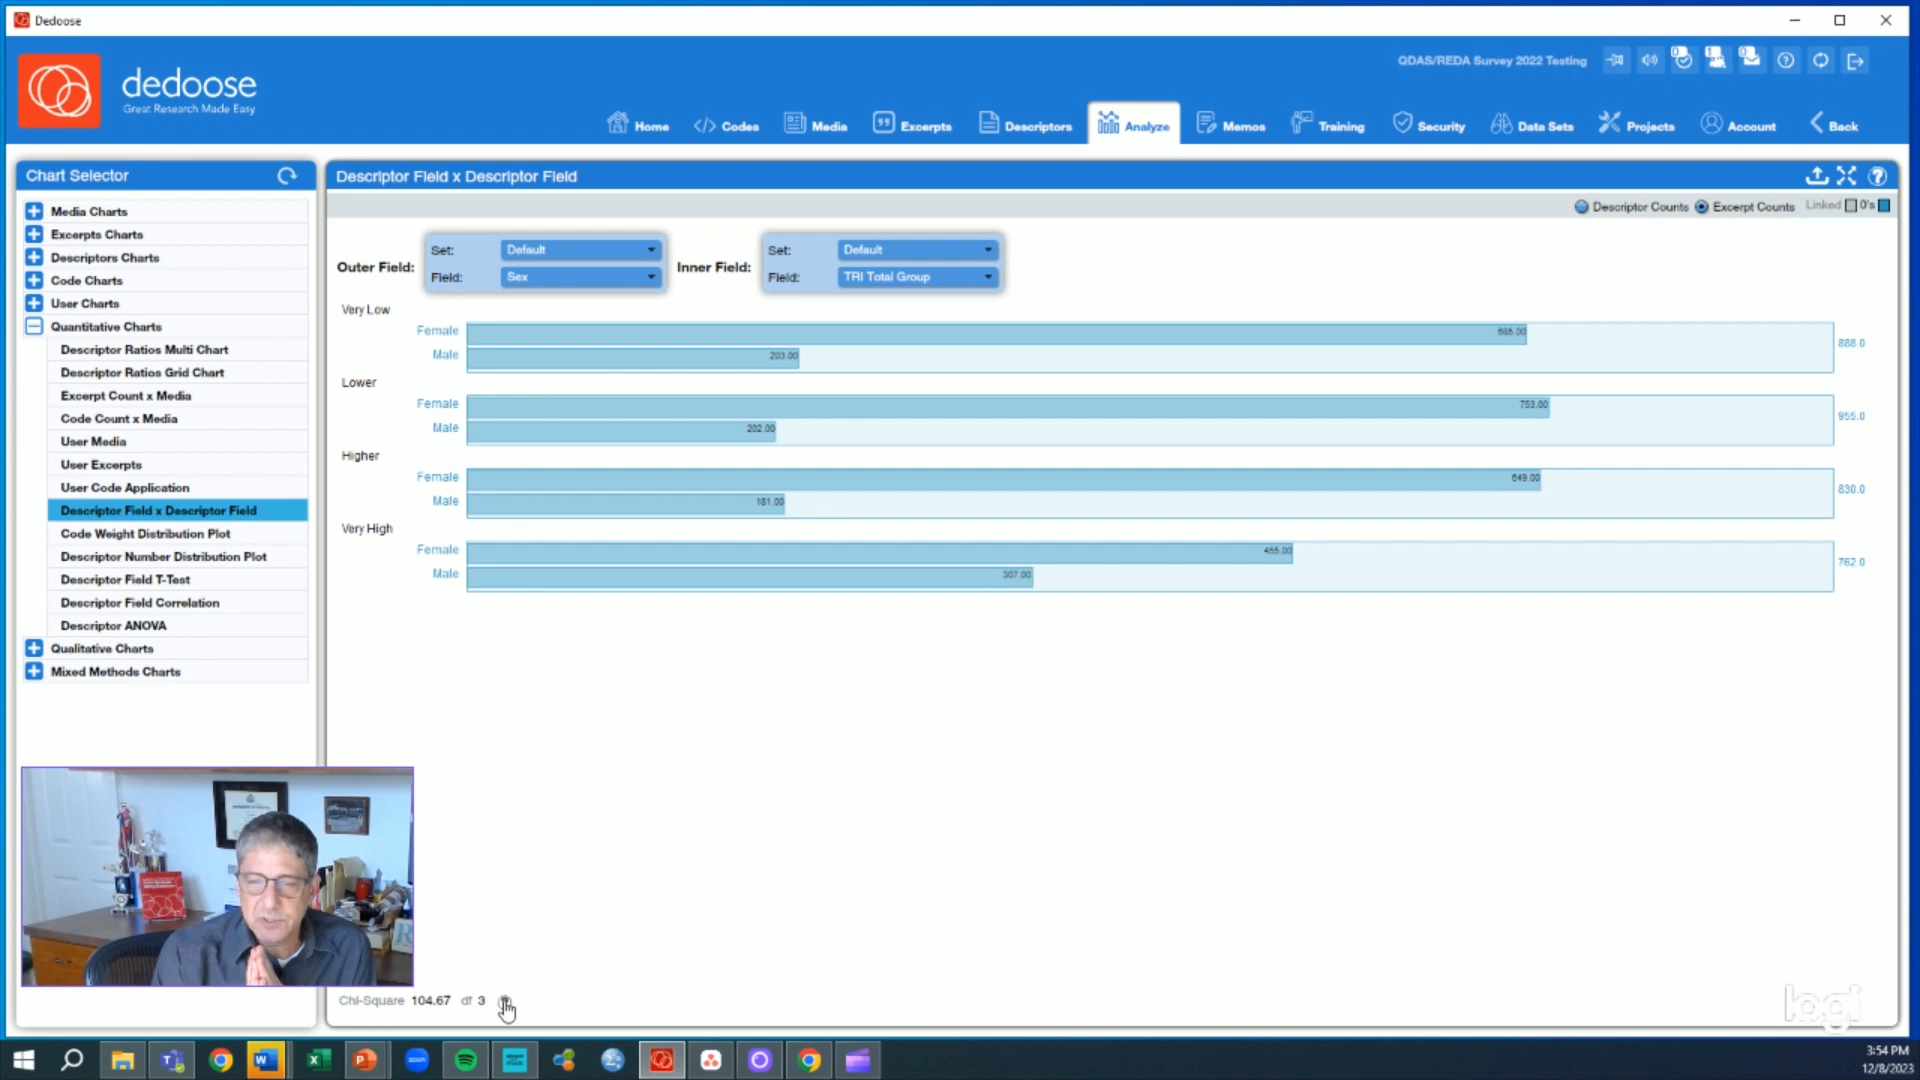 Dedoose
dedoose
Great Research Made Easy
QDAS/REDA Survey 2022 Testing
Home
Codes
Media
Excerpts
Descriptors
Analyze
Memos
Training
Security
Data Sets
Projects
Account
Back
Chart Selector
Media Charts
Excerpts Charts
Descriptors Charts
Code Charts
User Charts
Quantitative Charts
Descriptor Ratios Multi Chart
Descriptor Ratios Grid Chart
Excerpt Count x Media
Code Count x Media
User Media
User Excerpts
User Code Application
Descriptor Field x Descriptor Field
Code Weight Distribution Plot
Descriptor Number Distribution Plot
Descriptor Field T-Test
Descriptor Field Correlation
Descriptor ANOVA
Qualitative Charts
Mixed Methods Charts
Descriptor Field x Descriptor Field
Descriptor Counts Excerpt Counts Linked 0's
Outer Field:
Set: Default
Field: Sex
Inner Field:
Set: Default
Field: TRI Total Group
Very Low
Female 685.00
Male 203.00
888.0
Lower
Female 753.00
Male 202.00
955.0
Higher
Female 649.00
Male 181.00
830.0
Very High
Female 455.00
Male 307.00
762.0
Chi-Square 104.67 df 3
logi
zoom
3:54 PM
12/8/2023